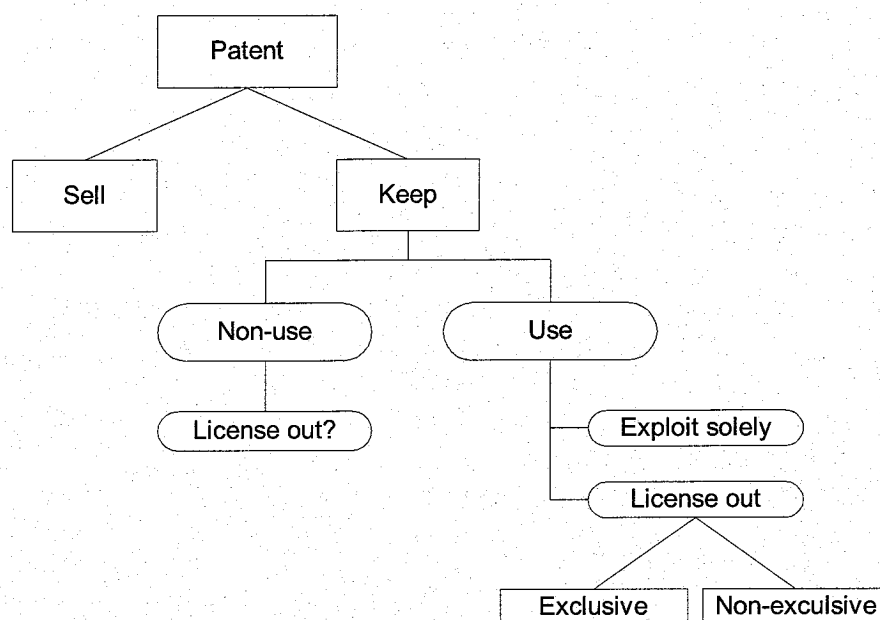 Patent
Sell
Keep
Non-use
Use
License out?
Exploit solely
License out
Exclusive
Non-exculsive